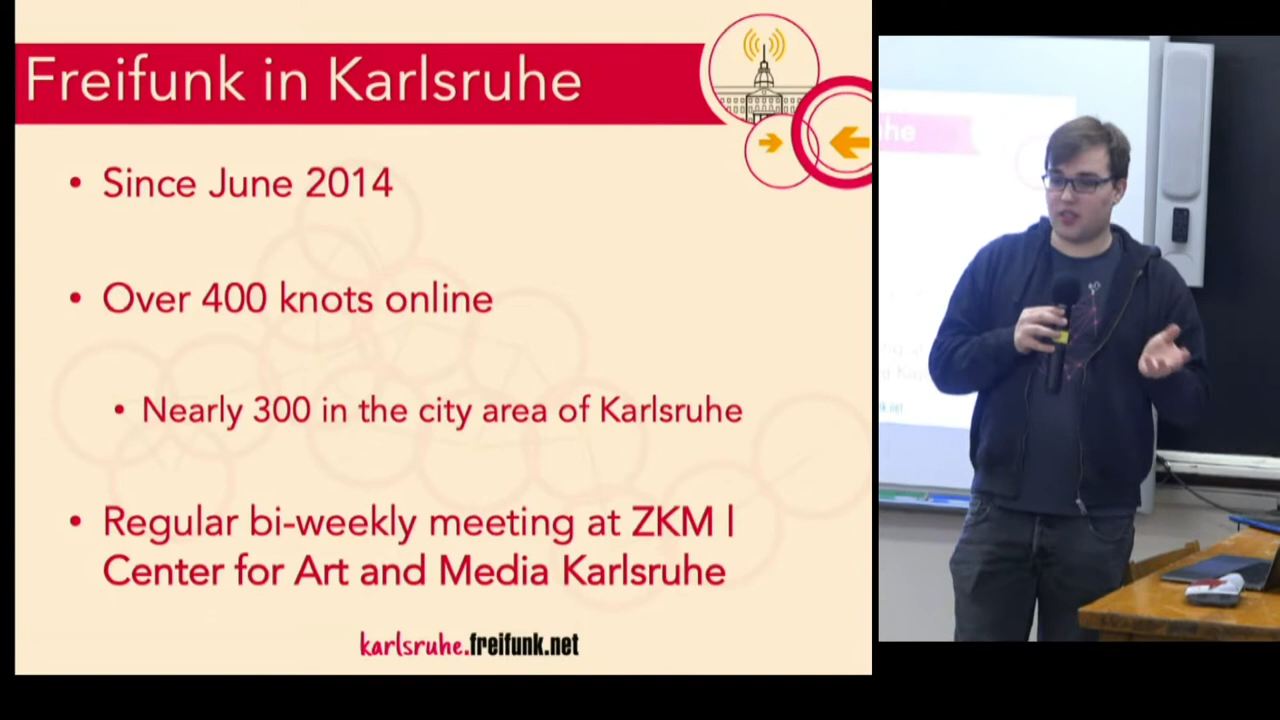 Freifunk in Karlsruhe
• Since June 2014
• Over 400 knots online
• Nearly 300 in the city area of Karlsruhe
• Regular bi-weekly meeting at ZKM |
Center for Art and Media Karlsruhe
karlsruhe.freifunk.net
he